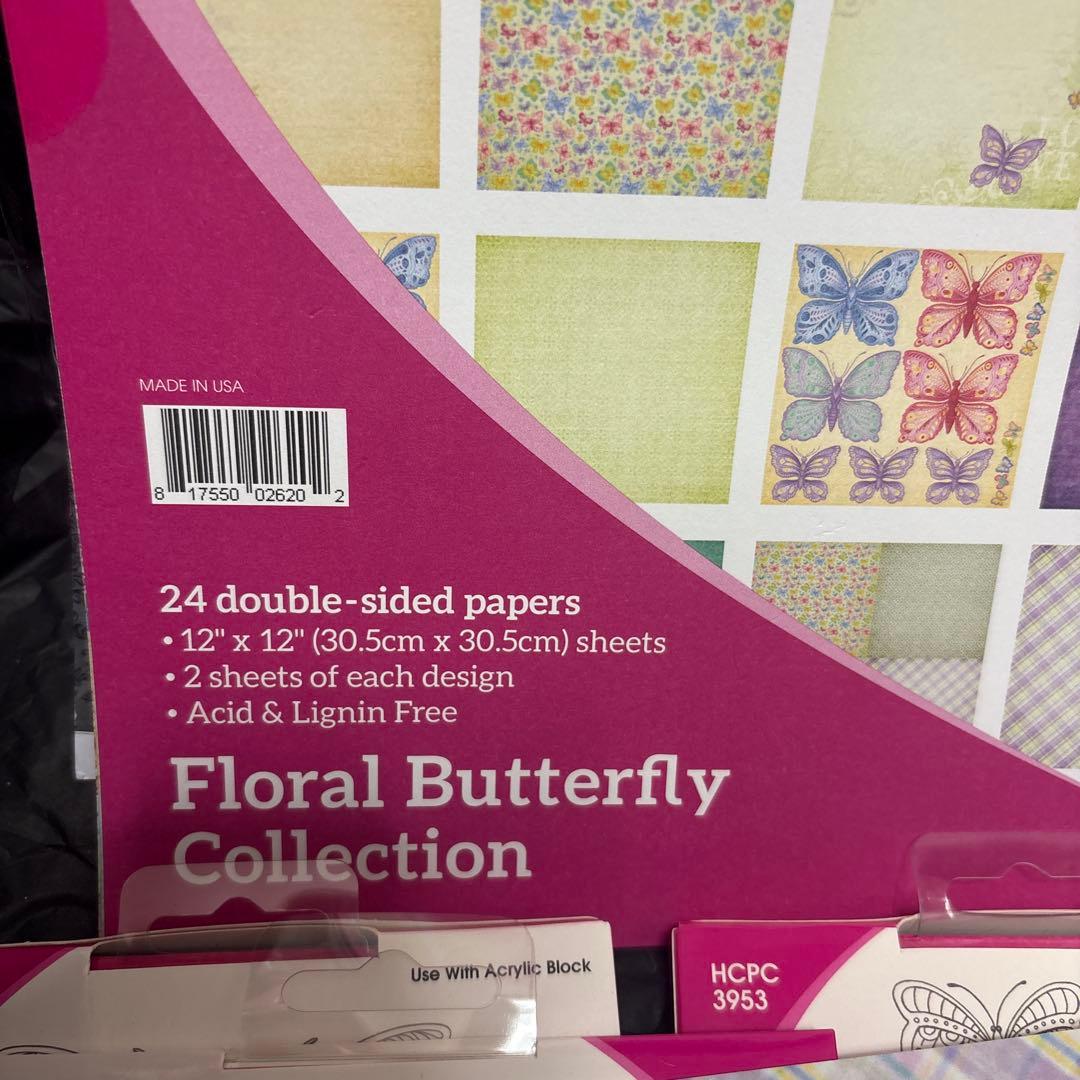 MADE IN USA
8 17550 02620 2
24 double-sided papers
• 12" x 12" (30.5cm x 30.5cm) sheets
• 2 sheets of each design
• Acid & Lignin Free
Floral Butterfly
Collection
Use With Acrylic Block
HCPC
3953